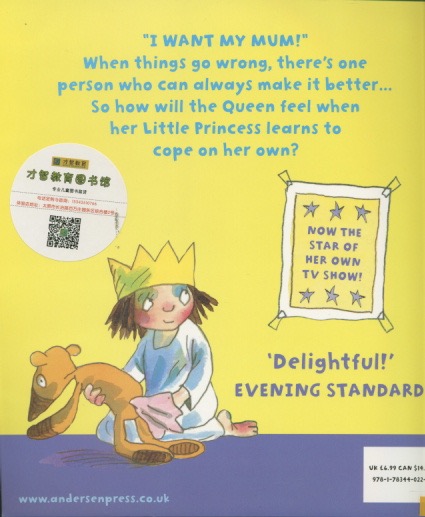 "I WANT MY MUM!"
When things go wrong, there's one
person who can always make it better...
So how will the Queen feel when
her Little Princess learns to
cope on her own?
才智教育图书馆
NOW THE
STAR OF
HER OWN
TV SHOW!
'Delightful!'
EVENING STANDARD
UK £6.99 CAN $14.
978-1-78344-022-
www.andersenpress.co.uk